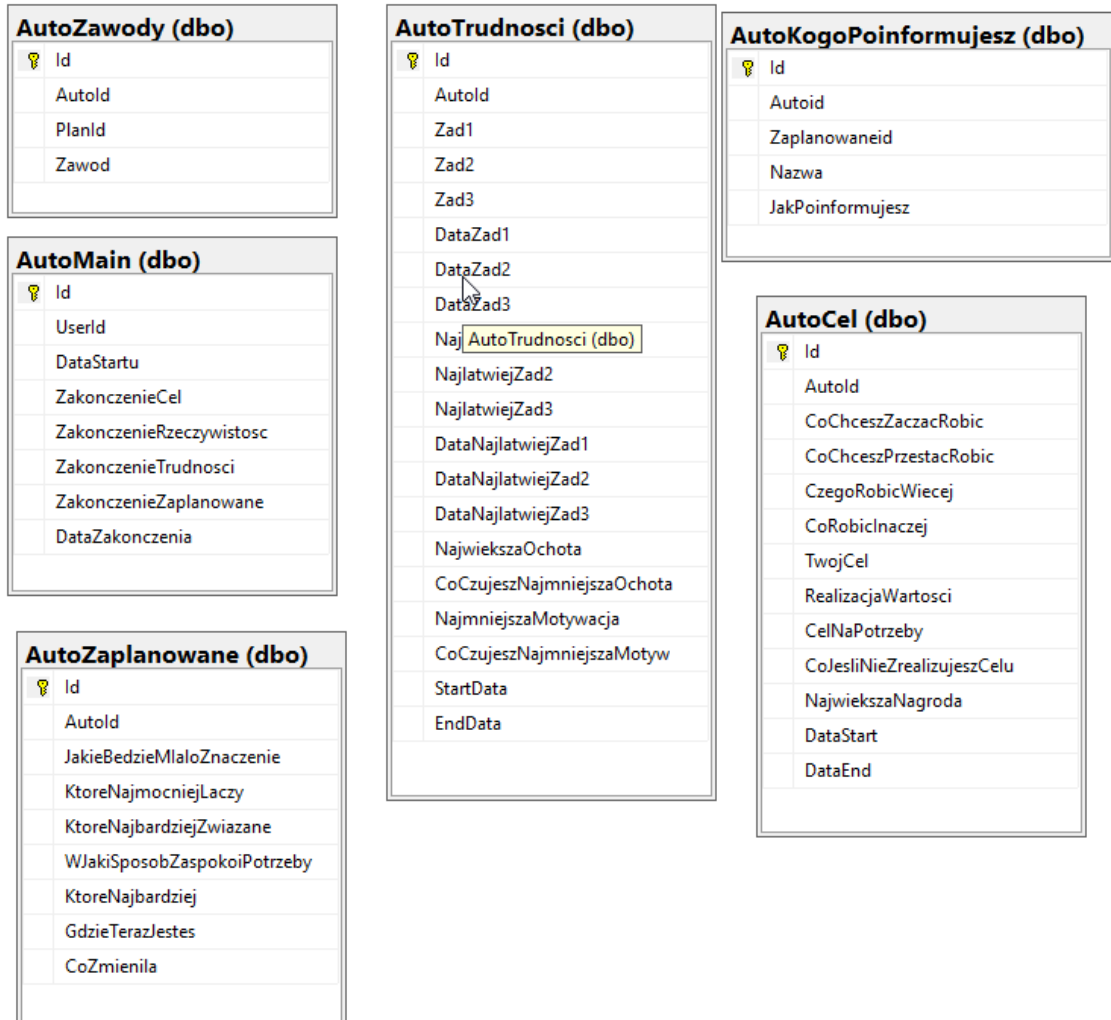 AutoZawody (dbo)
Id
AutoId
PlanId
Zawod
AutoMain (dbo)
Id
UserId
DataStartu
ZakonczenieCel
ZakonczenieRzeczywistosc
ZakonczenieTrudnosci
ZakonczenieZaplanowane
DataZakonczenia
AutoZaplanowane (dbo)
Id
AutoId
JakieBedzieMlaloZnaczenie
KtoreNajmocniejLaczy
KtoreNajbardziejZwiazane
WJakiSposobZaspokoiPotrzeby
KtoreNajbardziej
GdzieTerazJestes
CoZmienila
AutoTrudnosci (dbo)
Id
AutoId
Zad1
Zad2
Zad3
DataZad1
DataZad2
DataZad3
Naj
AutoTrudnosci (dbo)
NajlatwiejZad2
NajlatwiejZad3
DataNajlatwiejZad1
DataNajlatwiejZad2
DataNajlatwiejZad3
NajwiekszaOchota
CoCzujeszNajmniejszaOchota
NajmniejszaMotywacja
CoCzujeszNajmniejszaMotyw
StartData
EndData
AutoKogoPoinformujesz (dbo)
Id
Autoid
Zaplanowaneid
Nazwa
JakPoinformujesz
AutoCel (dbo)
Id
AutoId
CoChceszZaczacRobic
CoChceszPrzestacRobic
CzegoRobicWiecej
CoRobicInaczej
TwojCel
RealizacjaWartosci
CelNaPotrzeby
CoJesliNieZrealizujeszCelu
NajwiekszaNagroda
DataStart
DataEnd